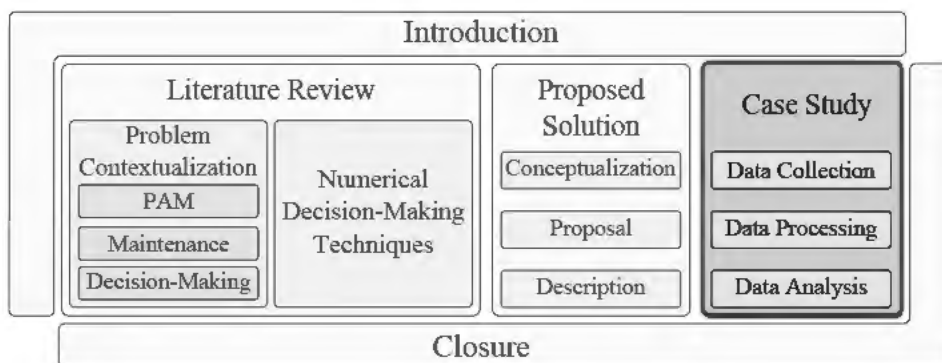 Introduction
Literature Review
Problem
Contextualization
PAM
Maintenance
Decision-Making
Numerical
Decision-Making
Techniques
Proposed
Solution
Conceptualization
Proposal
Description
Case Study
Data Collection
Data Processing
Data Analysis
Closure